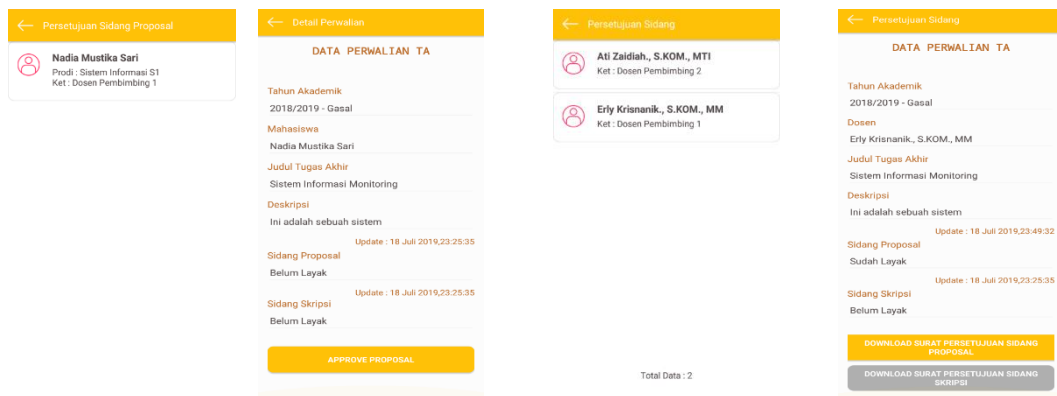 Persetujuan Sidang Proposal
Nadia Mustika Sari
Prodi : Sistem Informasi S1
Ket : Dosen Pembimbing 1
Detail Perwalian
DATA PERWALIAN TA
Tahun Akademik
2018/2019 - Gasal
Mahasiswa
Nadia Mustika Sari
Judul Tugas Akhir
Sistem Informasi Monitoring
Deskripsi
Ini adalah sebuah sistem
Update : 18 Juli 2019,23:25:35
Sidang Proposal
Belum Layak
Update : 18 Juli 2019,23:25:35
Sidang Skripsi
Belum Layak
APPROVE PROPOSAL
Persetujuan Sidang
Ati Zaidiah., S.KOM., MTI
Ket : Dosen Pembimbing 2
Erly Krisnanik., S.KOM., MM
Ket : Dosen Pembimbing 1
Total Data : 2
Persetujuan Sidang
DATA PERWALIAN TA
Tahun Akademik
2018/2019 - Gasal
Dosen
Erly Krisnanik., S.KOM., MM
Judul Tugas Akhir
Sistem Informasi Monitoring
Deskripsi
Ini adalah sebuah sistem
Update : 18 Juli 2019,23:49:32
Sidang Proposal
Sudah Layak
Update : 18 Juli 2019,23:25:35
Sidang Skripsi
Belum Layak
DOWNLOAD SURAT PERSETUJUAN SIDANG
PROPOSAL
DOWNLOAD SURAT PERSETUJUAN SIDANG
SKRIPSI